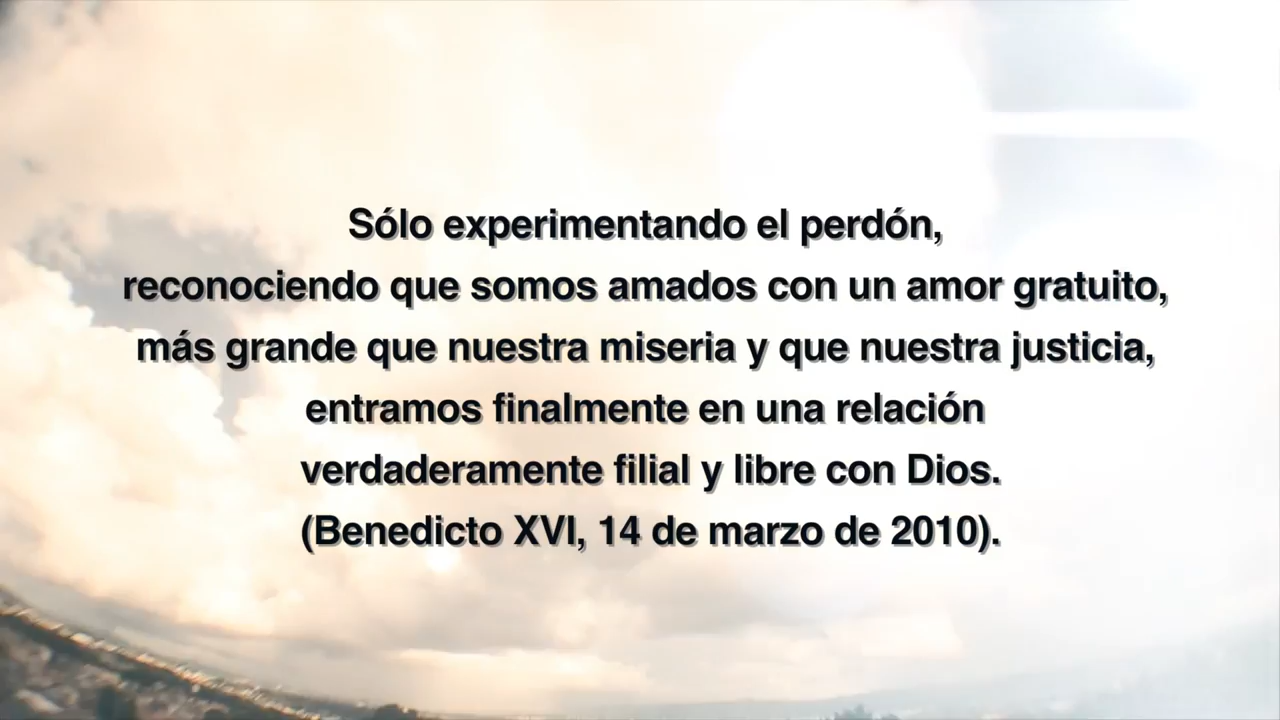 Sólo experimentando el perdón,
reconociendo que somos amados con un amor gratuito,
más grande que nuestra miseria y que nuestra justicia,
entramos finalmente en una relación
verdaderamente filial y libre con Dios.
(Benedicto XVI, 14 de marzo de 2010).